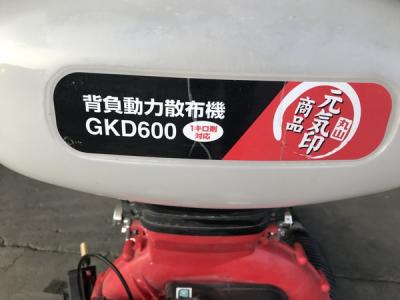 背負動力散布機
GKD600
1キロ剤
対応
元気印
商品
丸山